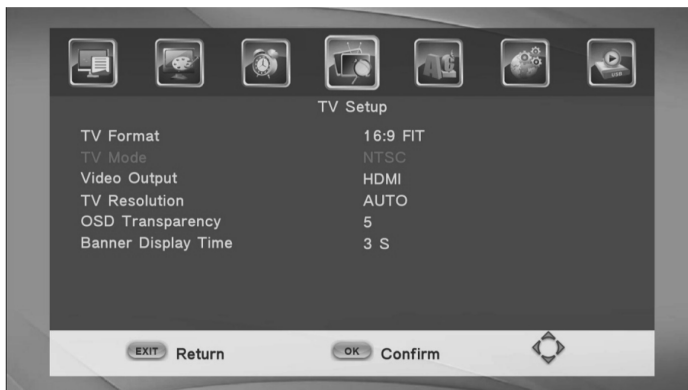 USB
TV Setup
TV Format 16:9 FIT
TV Mode NTSC
Video Output HDMI
TV Resolution AUTO
OSD Transparency 5
Banner Display Time 3 S
EXIT Return OK Confirm